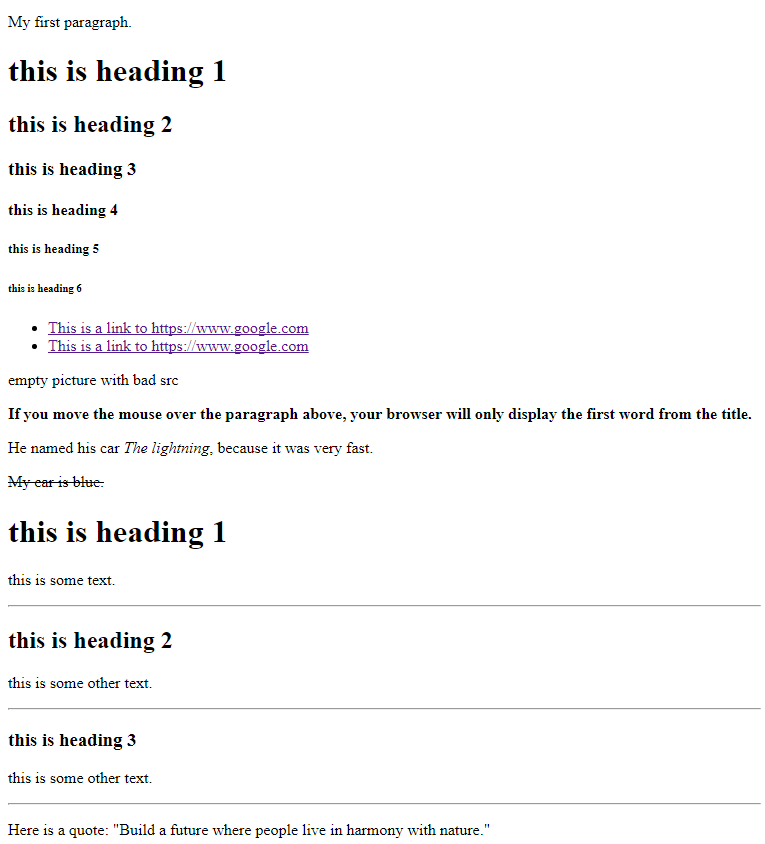 My first paragraph.
this is heading 1
this is heading 2
this is heading 3
this is heading 4
this is heading 5
this is heading 6
This is a link to https://www.google.com
This is a link to https://www.google.com
empty picture with bad src
If you move the mouse over the paragraph above, your browser will only display the first word from the title.
He named his car The lightning, because it was very fast.
My car is blue.
this is heading 1
this is some text.
this is heading 2
this is some other text.
this is heading 3
this is some other text.
Here is a quote: "Build a future where people live in harmony with nature."